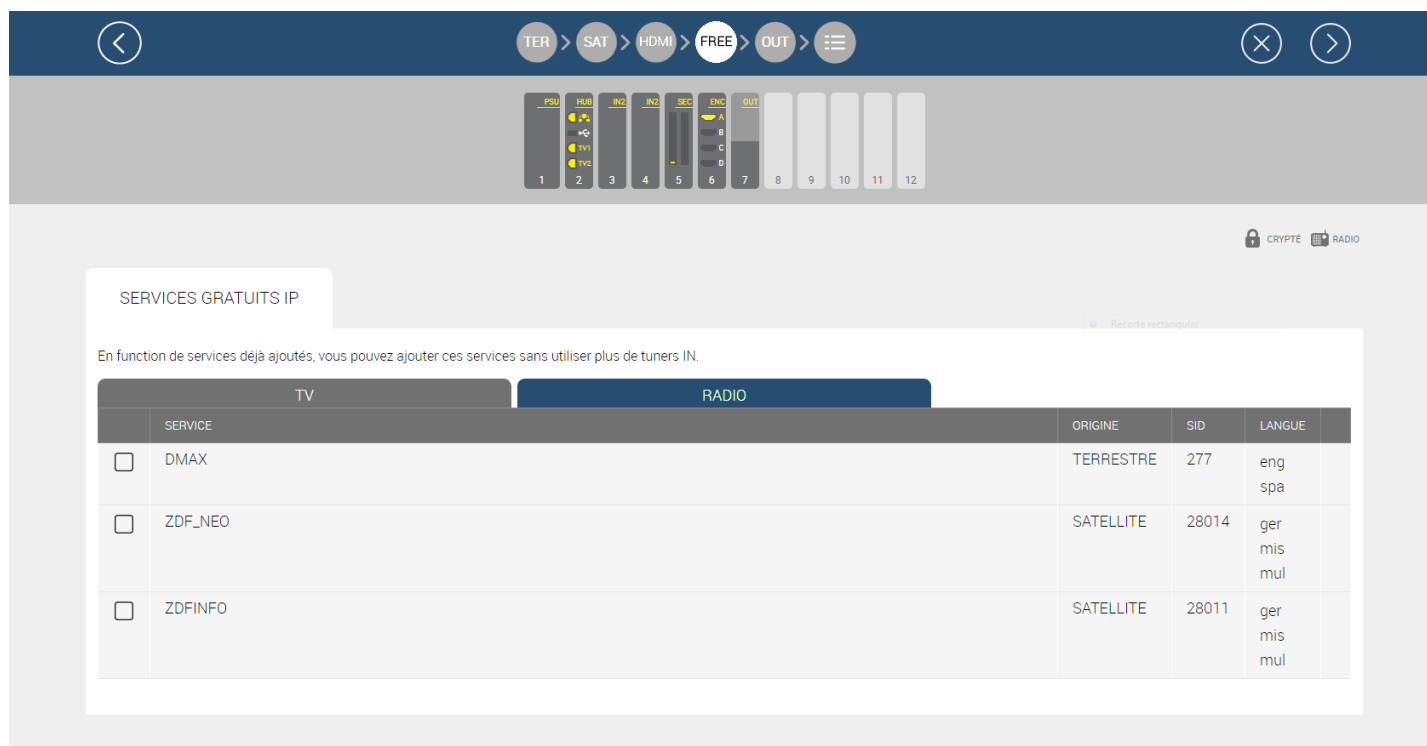 TER > SAT > HDMI > FREE > OUT >
PSU HUB IN2 IN2 SEC ENC OUT
A
B
TV1 C
TV2 D
1 2 3 4 5 6 7 8 9 10 11 12
CRYPTÉ RADIO
SERVICES GRATUITS IP
Recorte rectangular
En function de services déjà ajoutés, vous pouvez ajouter ces services sans utiliser plus de tuners IN.
TV RADIO
SERVICE ORIGINE SID LANGUE
DMAX TERRESTRE 277 eng
spa
ZDF_NEO SATELLITE 28014 ger
mis
mul
ZDFINFO SATELLITE 28011 ger
mis
mul